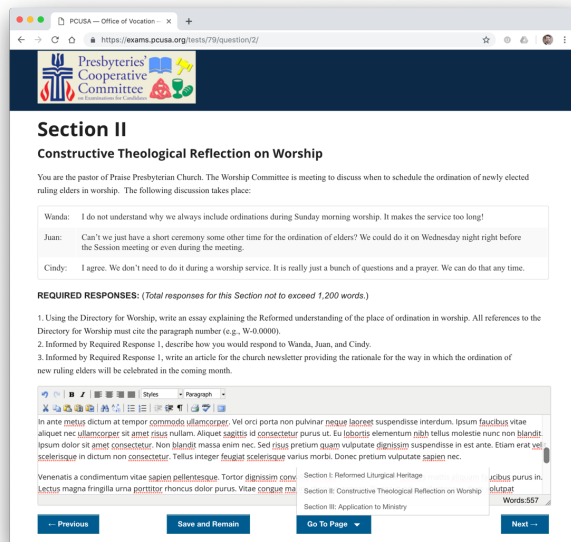 PCUSA — Office of Vocation —
https://exams.pcusa.org/tests/79/question/2/
Presbyteries'
Cooperative
Committee
on Examinations for Candidates
Section II
Constructive Theological Reflection on Worship
You are the pastor of Praise Presbyterian Church. The Worship Committee is meeting to discuss when to schedule the ordination of newly elected
ruling elders in worship. The following discussion takes place:
Wanda: I do not understand why we always include ordinations during Sunday morning worship. It makes the service too long!
Juan: Can't we just have a short ceremony some other time for the ordination of elders? We could do it on Wednesday night right before
the Session meeting or even during the meeting.
Cindy: I agree. We don't need to do it during a worship service. It is really just a bunch of questions and a prayer. We can do that any time.
REQUIRED RESPONSES: (Total responses for this Section not to exceed 1,200 words.)
1. Using the Directory for Worship, write an essay explaining the Reformed understanding of the place of ordination in worship. All references to the
Directory for Worship must cite the paragraph number (e.g., W-0.0000).
2. Informed by Required Response 1, describe how you would respond to Wanda, Juan, and Cindy.
3. Informed by Required Response 1, write an article for the church newsletter providing the rationale for the way in which the ordination of
new ruling elders will be celebrated in the coming month.
B I Styles Paragraph
In ante metus dictum at tempor commodo ullamcorper. Vel orci porta non pulvinar neque laoreet suspendisse interdum. Ipsum faucibus vitae
aliquet nec ullamcorper sit amet risus nullam. Aliquet sagittis id consectetur purus ut. Eu lobortis elementum nibh tellus molestie nunc non blandit.
Ipsum dolor sit amet consectetur. Non blandit massa enim nec. Sed risus pretium quam vulputate dignissim suspendisse in est ante. Etiam erat vel
scelerisque in dictum non consectetur. Tellus integer feugiat scelerisque varius morbi. Donec pretium vulputate sapien nec.
Venenatis a condimentum vitae sapien pellentesque. Tortor dignissim conv
purus in.
Lectus magna fringilla urna porttitor rhoncus dolor purus. Vitae congue ma
volutpat
Section I: Reformed Liturgical Heritage
Section II: Constructive Theological Reflection on Worship
Section III: Application to Ministry
Words:557
← Previous
Save and Remain
Go To Page
Next →